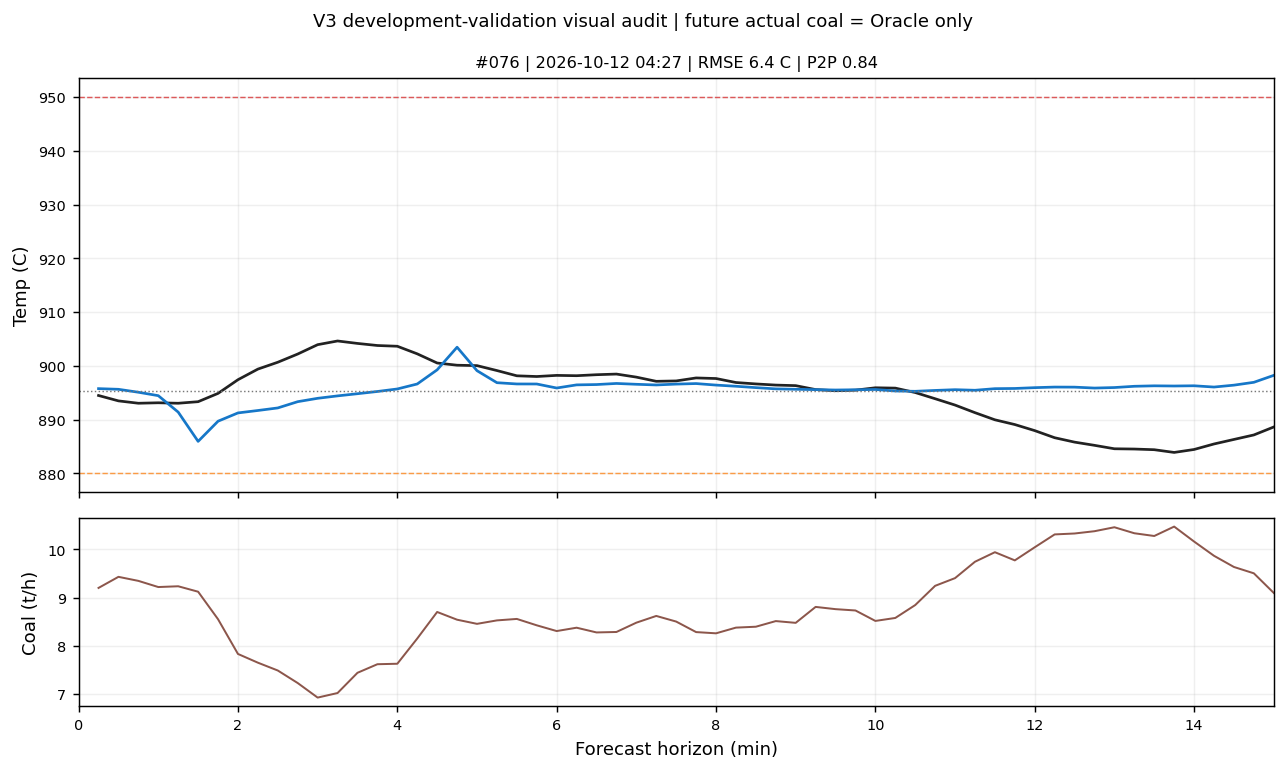 V3 development-validation visual audit | future actual coal = Oracle only
#076 | 2026-10-12 04:27 | RMSE 6.4 C | P2P 0.84
Temp (C)
950
940
930
920
910
900
890
880
Coal (t/h)
10
9
8
7
0 2 4 6 8 10 12 14
Forecast horizon (min)